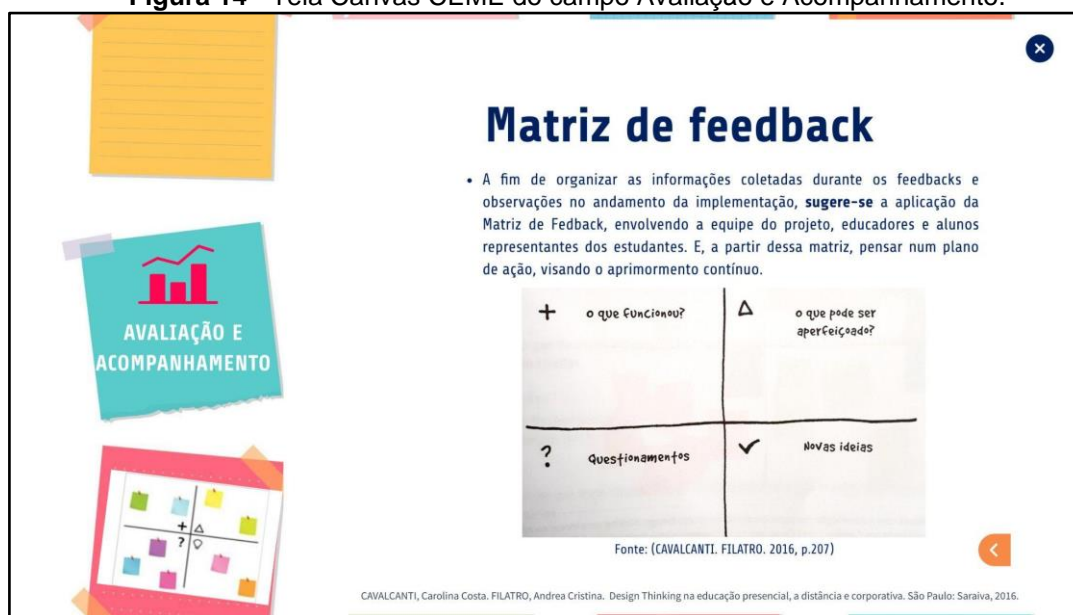 Figura 14 - Tela Canvas CEME do campo Avaliação e Acompanhamento.
Matriz de feedback
• A fim de organizar as informações coletadas durante os feedbacks e
observações no andamento da implementação, sugere-se a aplicação da
Matriz de Fedback, envolvendo a equipe do projeto, educadores e alunos
representantes dos estudantes. E, a partir dessa matriz, pensar num plano
de ação, visando o aprimormento contínuo.
AVALIAÇÃO E
ACOMPANHAMENTO
+ o que funcionou?
Δ o que pode ser
aperfeiçoado?
? Questionamentos
✓ Novas ideias
+ Δ
?
Fonte: (CAVALCANTI. FILATRO. 2016, p.207)
CAVALCANTI, Carolina Costa. FILATRO, Andrea Cristina. Design Thinking na educação presencial, a distância e corporativa. São Paulo: Saraiva, 2016.